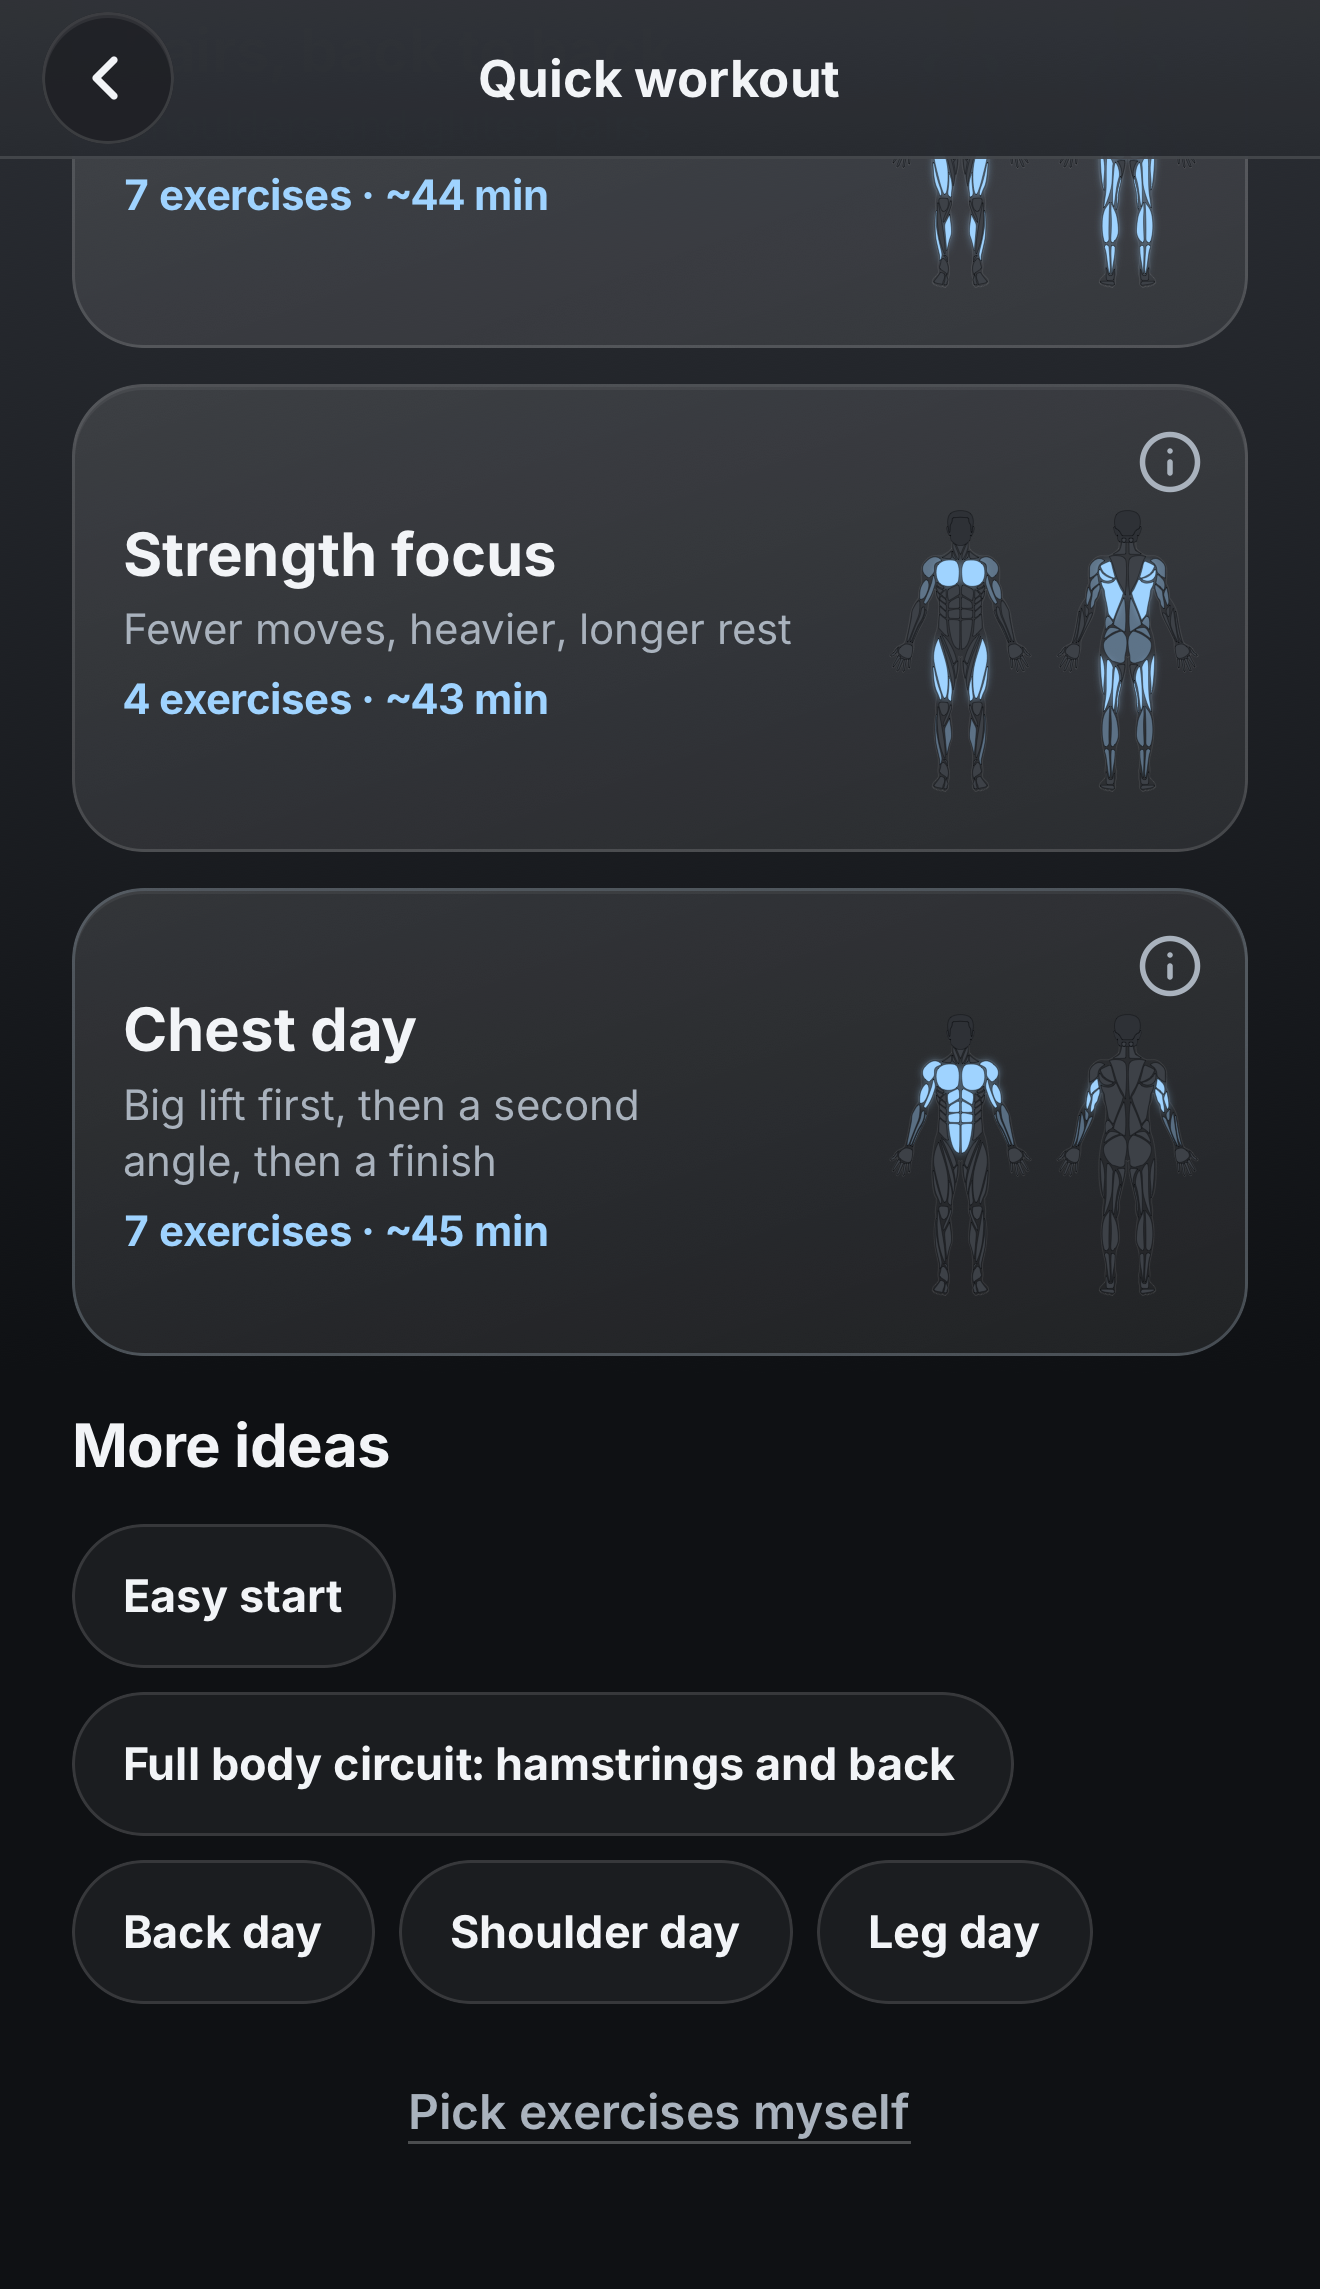 Quick workout
7 exercises · ~44 min
Strength focus
Fewer moves, heavier, longer rest
4 exercises · ~43 min
Chest day
Big lift first, then a second
angle, then a finish
7 exercises · ~45 min
More ideas
Easy start
Full body circuit: hamstrings and back
Back day
Shoulder day
Leg day
Pick exercises myself